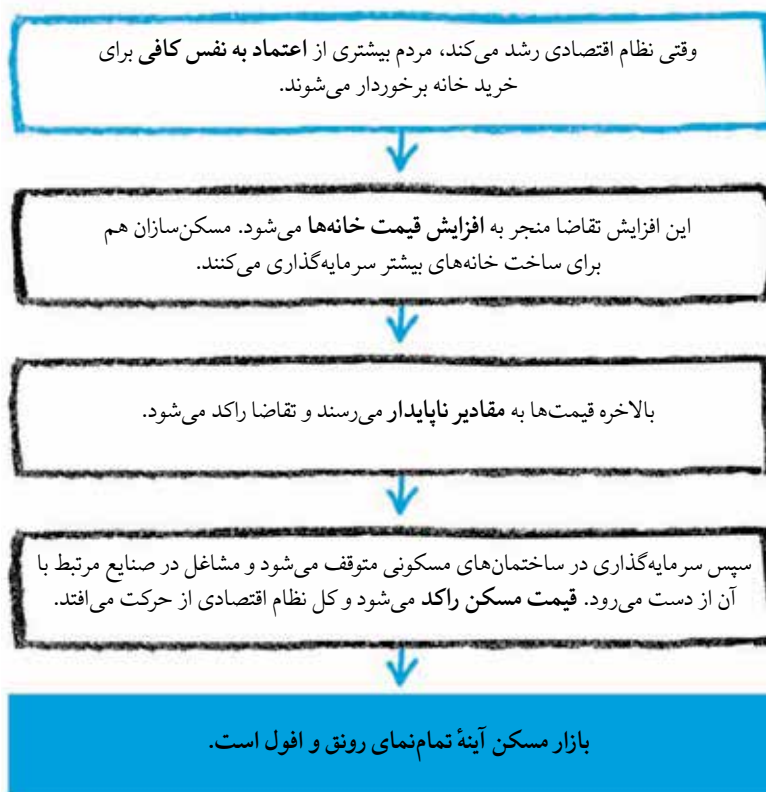 وقتی نظام اقتصادی رشد می‌کند، مردم بیشتری از اعتماد به نفس کافی برای
خرید خانه برخوردار می‌شوند.
این افزایش تقاضا منجر به افزایش قیمت خانه‌ها می‌شود. مسکن‌سازان هم
برای ساخت خانه‌های بیشتر سرمایه‌گذاری می‌کنند.
بالاخره قیمت‌ها به مقادیر ناپایدار می‌رسند و تقاضا راکد می‌شود.
سپس سرمایه‌گذاری در ساختمان‌های مسکونی متوقف می‌شود و مشاغل در صنایع مرتبط با
آن از دست می‌رود. قیمت مسکن راکد می‌شود و کل نظام اقتصادی از حرکت می‌افتد.
بازار مسکن آینهٔ تمام‌نمای رونق و افول است.